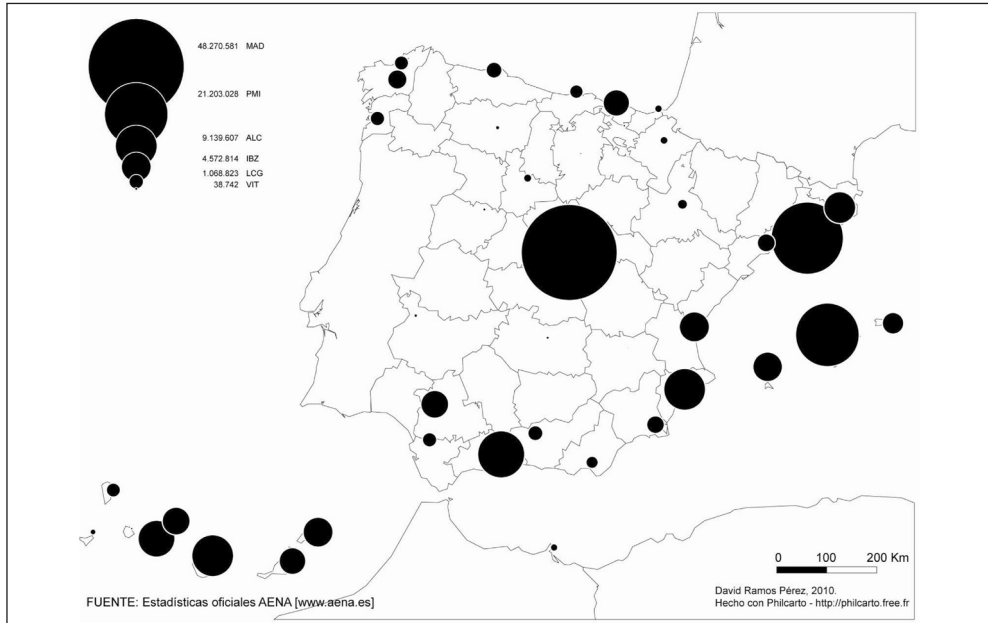 48.270.581 MAD
21.203.028 PMI
9.139.607 ALC
4.572.814 IBZ
1.068.823 LCG
38.742 VIT
0 100 200 Km
FUENTE: Estadísticas oficiales AENA [www.aena.es]
David Ramos Pérez, 2010.
Hecho con Philcarto - http://philcarto.free.fr